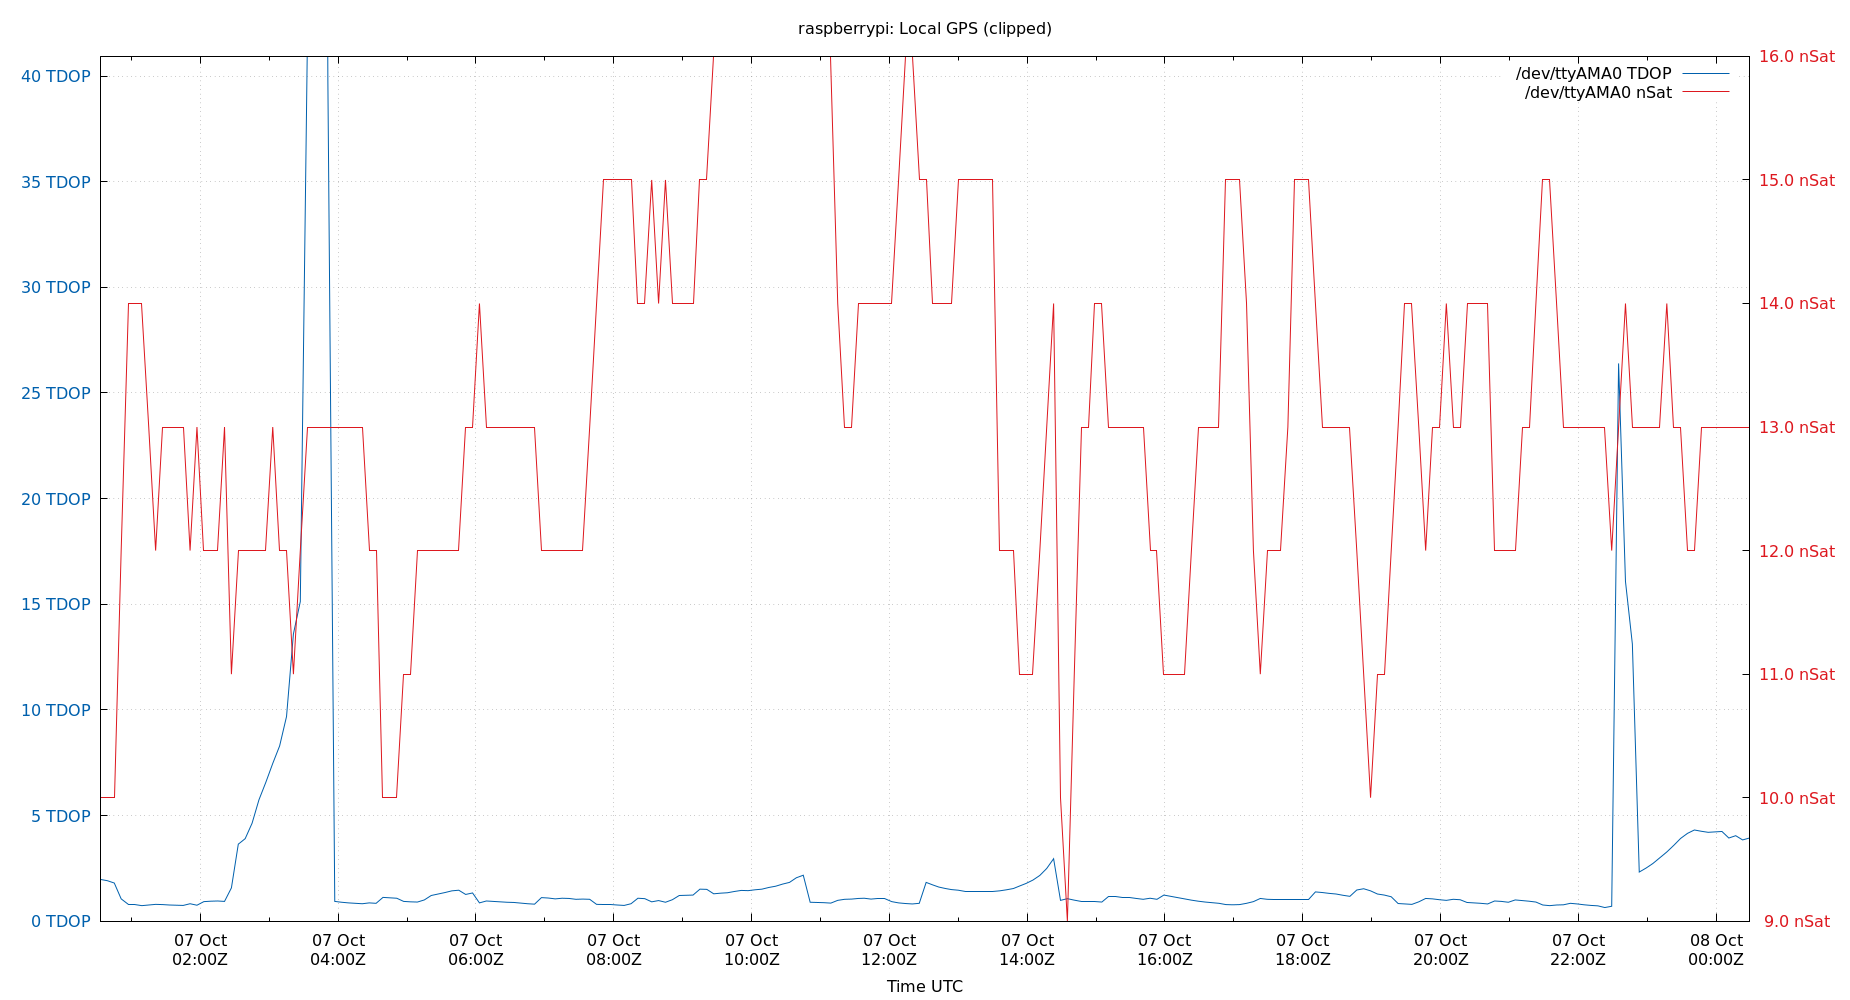 raspberrypi: Local GPS (clipped)
40 TDOP
35 TDOP
30 TDOP
25 TDOP
20 TDOP
15 TDOP
10 TDOP
5 TDOP
0 TDOP
16.0 nSat
15.0 nSat
14.0 nSat
13.0 nSat
12.0 nSat
11.0 nSat
10.0 nSat
9.0 nSat
/dev/ttyAMA0 TDOP
/dev/ttyAMA0 nSat
07 Oct
02:00Z
07 Oct
04:00Z
07 Oct
06:00Z
07 Oct
08:00Z
07 Oct
10:00Z
07 Oct
12:00Z
07 Oct
14:00Z
07 Oct
16:00Z
07 Oct
18:00Z
07 Oct
20:00Z
07 Oct
22:00Z
08 Oct
00:00Z
Time UTC